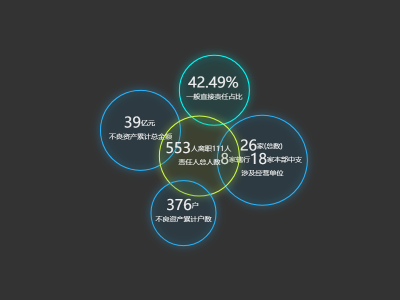 42.49%
一般直接责任占比
39亿元
不良资产累计总金额
553人离职111人
责任人总人数
26家(总数)
8家辖行18家本部中支
涉及经营单位
376户
不良资产累计户数